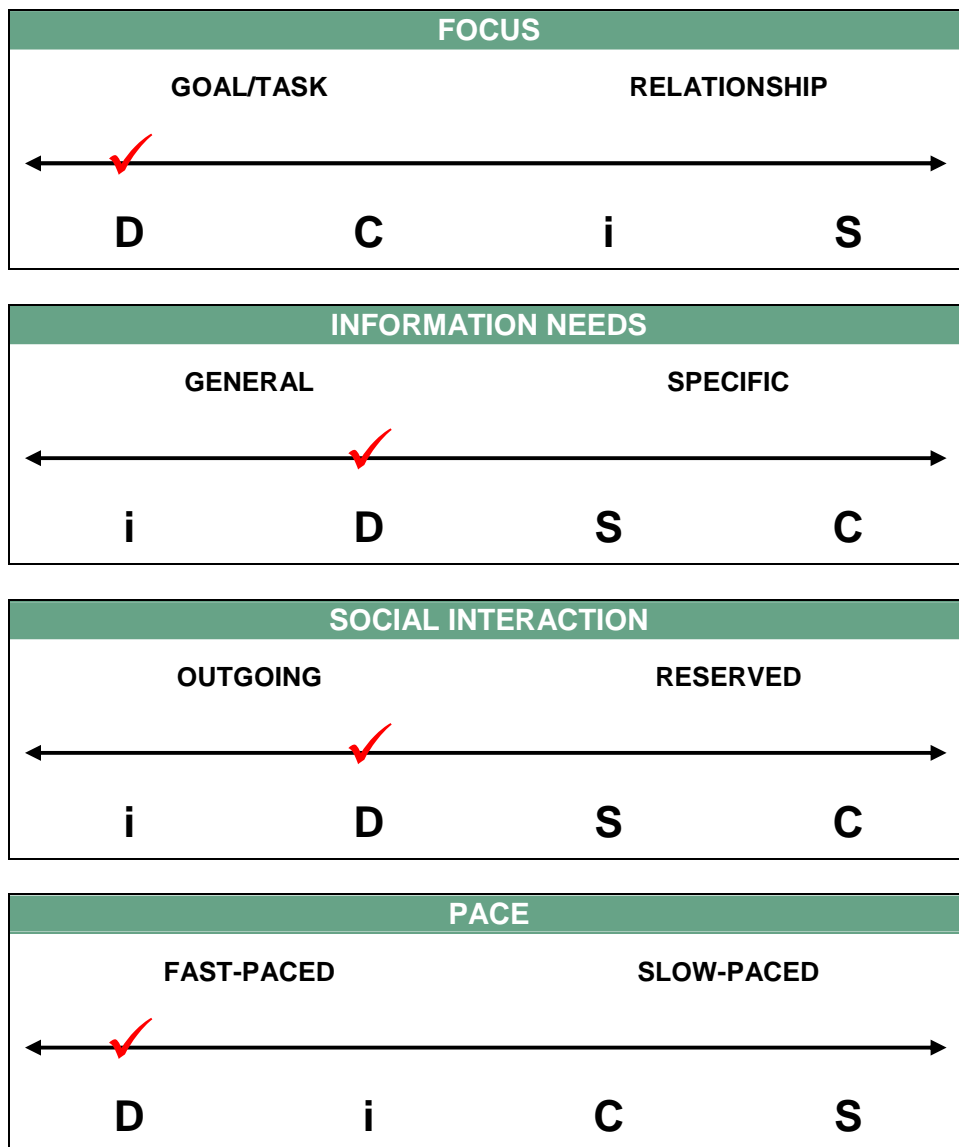 FOCUS
GOAL/TASK RELATIONSHIP
D C i S
INFORMATION NEEDS
GENERAL SPECIFIC
i D S C
SOCIAL INTERACTION
OUTGOING RESERVED
i D S C
PACE
FAST-PACED SLOW-PACED
D i C S